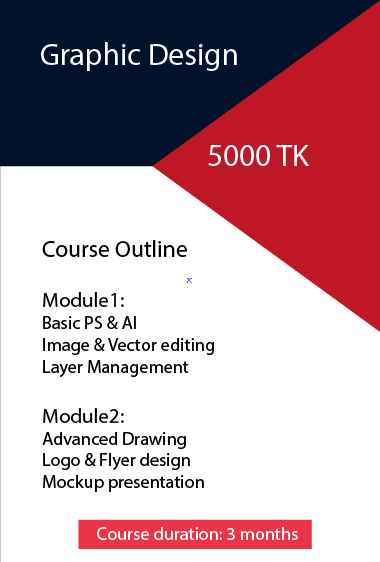 Graphic Design
5000 TK
Course Outline
Module1:
Basic PS & AI
Image & Vector editing
Layer Management
Module2:
Advanced Drawing
Logo & Flyer design
Mockup presentation
Course duration: 3 months